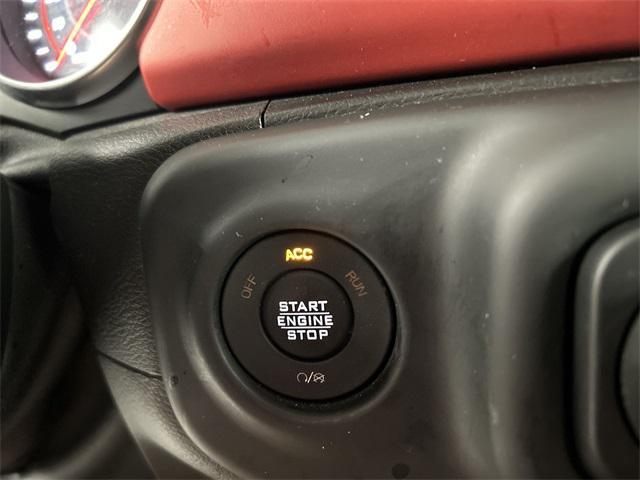 ACC
OFF
RUN
START
ENGINE
STOP